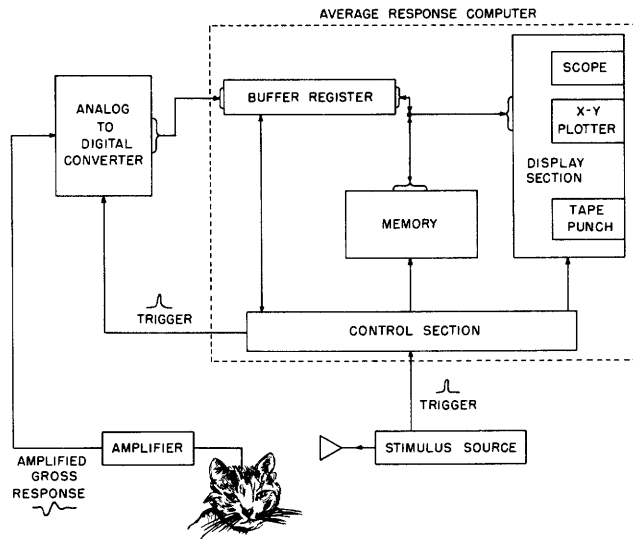 AVERAGE RESPONSE COMPUTER
ANALOG
TO
DIGITAL
CONVERTER
BUFFER REGISTER
SCOPE
X-Y
PLOTTER
DISPLAY
SECTION
TAPE
PUNCH
MEMORY
TRIGGER
CONTROL SECTION
TRIGGER
AMPLIFIED
GROSS
RESPONSE
AMPLIFIER
STIMULUS SOURCE